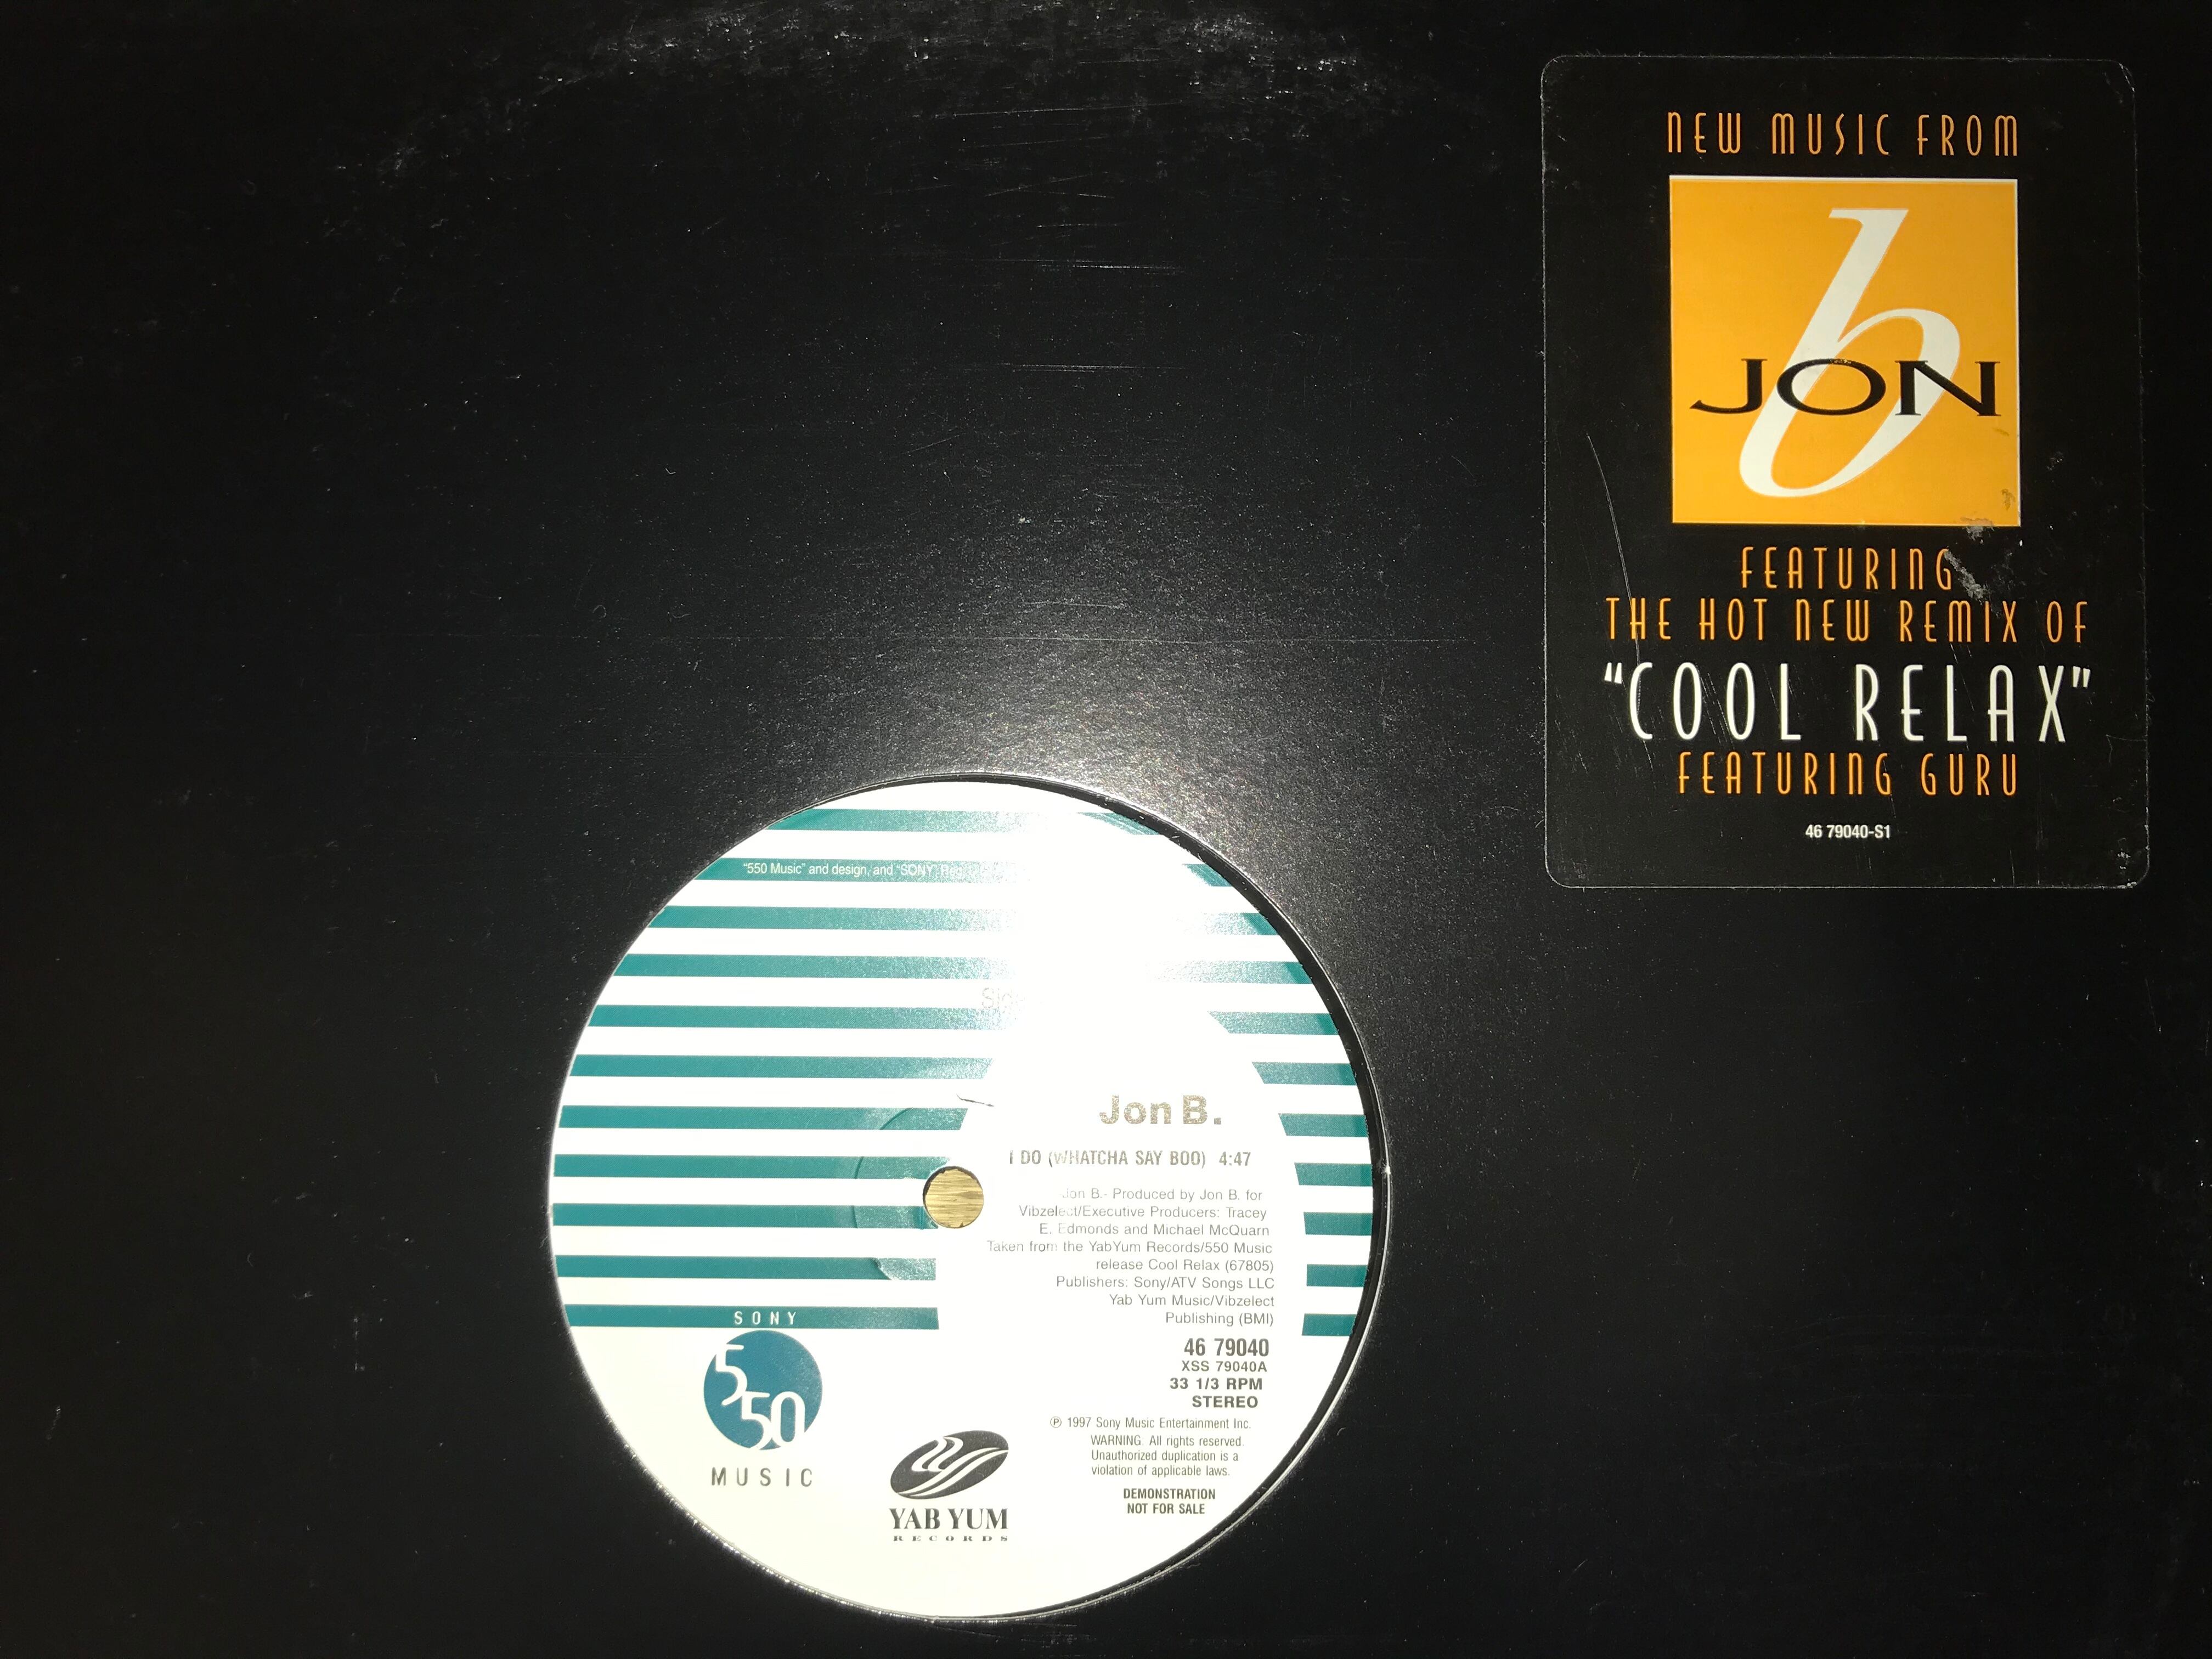 NEW MUSIC FROM
b
JON
FEATURING
THE HOT NEW REMIX OF
"COOL RELAX"
FEATURING GURU
46 79040-S1
"550 Music" and design, and "SONY" Reg.
Jon B.
I DO (WHATCHA SAY BOO) 4:47
Jon B.- Produced by Jon B. for
Vibzelect/Executive Producers: Tracey
E. Edmonds and Michael McQuarn
Taken from the YabYum Records/550 Music
release Cool Relax (67805)
Publishers: Sony/ATV Songs LLC
Yab Yum Music/Vibzelect
Publishing (BMI)
46 79040
XSS 79040A
33 1/3 RPM
STEREO
℗ 1997 Sony Music Entertainment Inc.
WARNING: All rights reserved.
Unauthorized duplication is a
violation of applicable laws.
DEMONSTRATION
NOT FOR SALE
SONY
550
MUSIC
YAB YUM
RECORDS